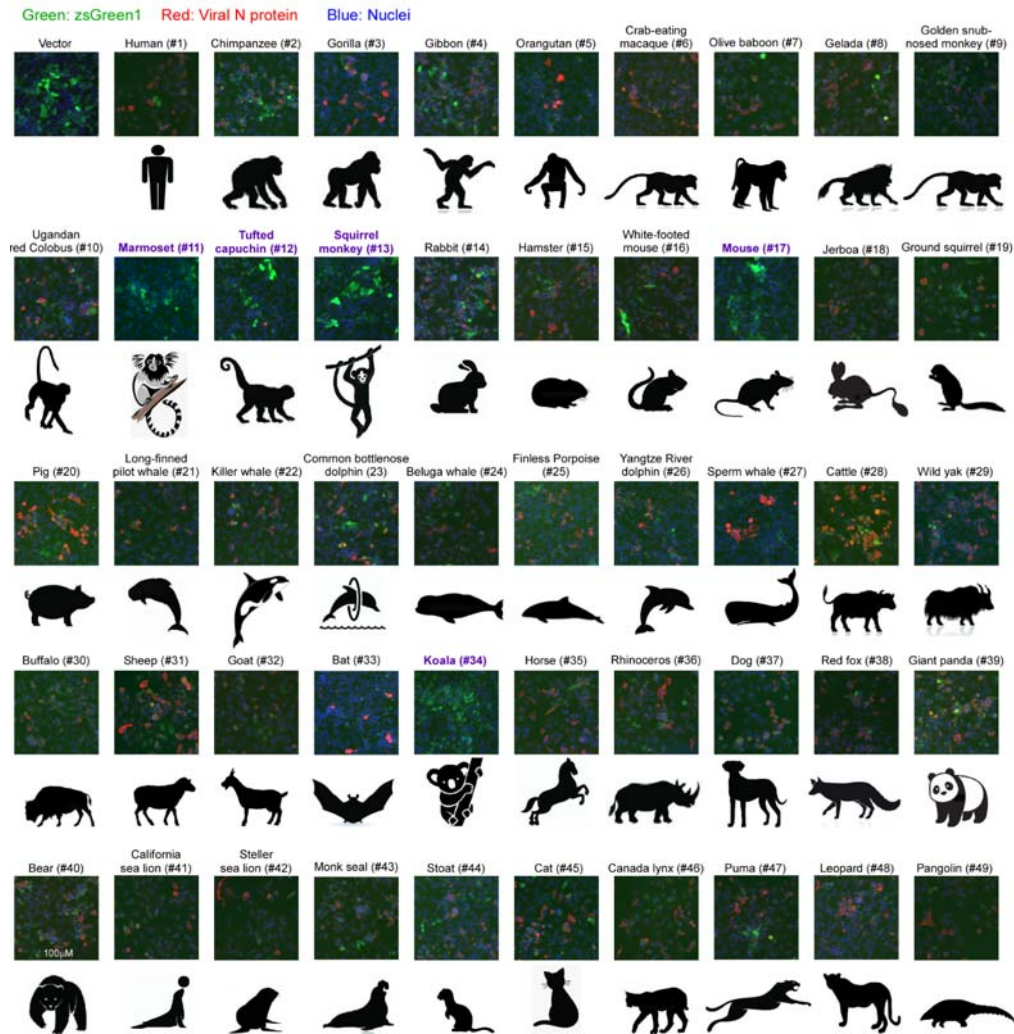 Green: zsGreen1 Red: Viral N protein Blue: Nuclei
Vector
Human (#1)
Chimpanzee (#2)
Gorilla (#3)
Gibbon (#4)
Orangutan (#5)
Crab-eating
macaque (#6)
Olive baboon (#7)
Gelada (#8)
Golden snub-
nosed monkey (#9)
Ugandan
red Colobus (#10)
Marmoset (#11)
Tufted
capuchin (#12)
Squirrel
monkey (#13)
Rabbit (#14)
Hamster (#15)
White-footed
mouse (#16)
Mouse (#17)
Jerboa (#18)
Ground squirrel (#19)
Pig (#20)
Long-finned
pilot whale (#21)
Killer whale (#22)
Common bottlenose
dolphin (23)
Beluga whale (#24)
Finless Porpoise
(#25)
Yangtze River
dolphin (#26)
Sperm whale (#27)
Cattle (#28)
Wild yak (#29)
Buffalo (#30)
Sheep (#31)
Goat (#32)
Bat (#33)
Koala (#34)
Horse (#35)
Rhinoceros (#36)
Dog (#37)
Red fox (#38)
Giant panda (#39)
Bear (#40)
California
sea lion (#41)
Steller
sea lion (#42)
Monk seal (#43)
Stoat (#44)
Cat (#45)
Canada lynx (#46)
Puma (#47)
Leopard (#48)
Pangolin (#49)
100µM